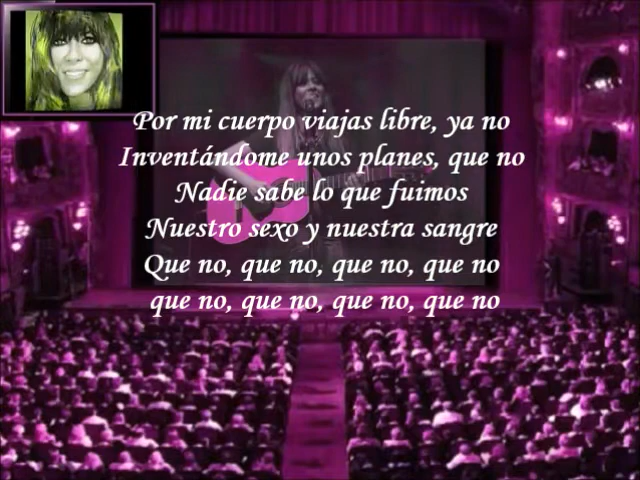 Por mi cuerpo viajas libre, ya no
Inventándome unos planes, que no
Nadie sabe lo que fuimos
Nuestro sexo y nuestra sangre
Que no, que no, que no, que no
que no, que no, que no, que no